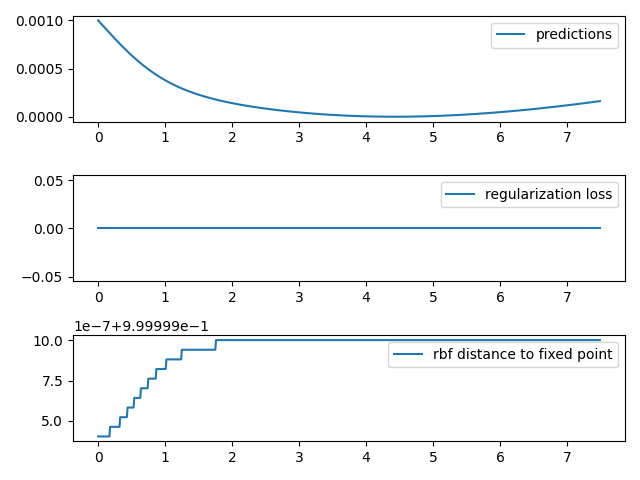 0.0010
0.0005
0.0000
predictions
0 1 2 3 4 5 6 7
0.05
0.00
−0.05
regularization loss
0 1 2 3 4 5 6 7
1e-7+9.99999e-1
10.0
7.5
5.0
rbf distance to fixed point
0 1 2 3 4 5 6 7